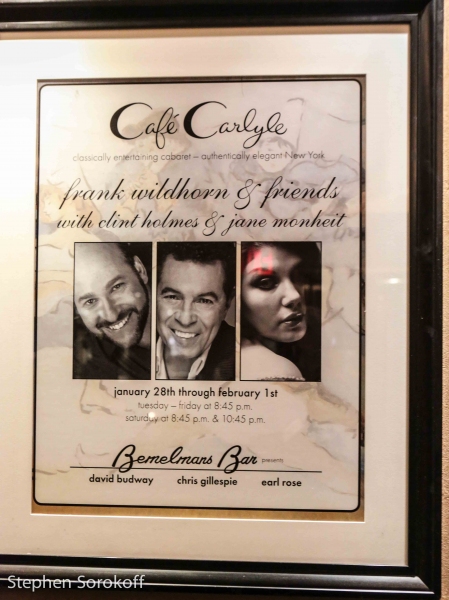 Café Carlyle
classically entertaining cabaret – authentically elegant New York
frank wildhorn & friends
with clint holmes & jane monheit
january 28th through february 1st
tuesday – friday at 8:45 p.m.
saturday at 8:45 p.m. & 10:45 p.m.
Bemelmans Bar presents
david budway chris gillespie earl rose
Stephen Sorokoff